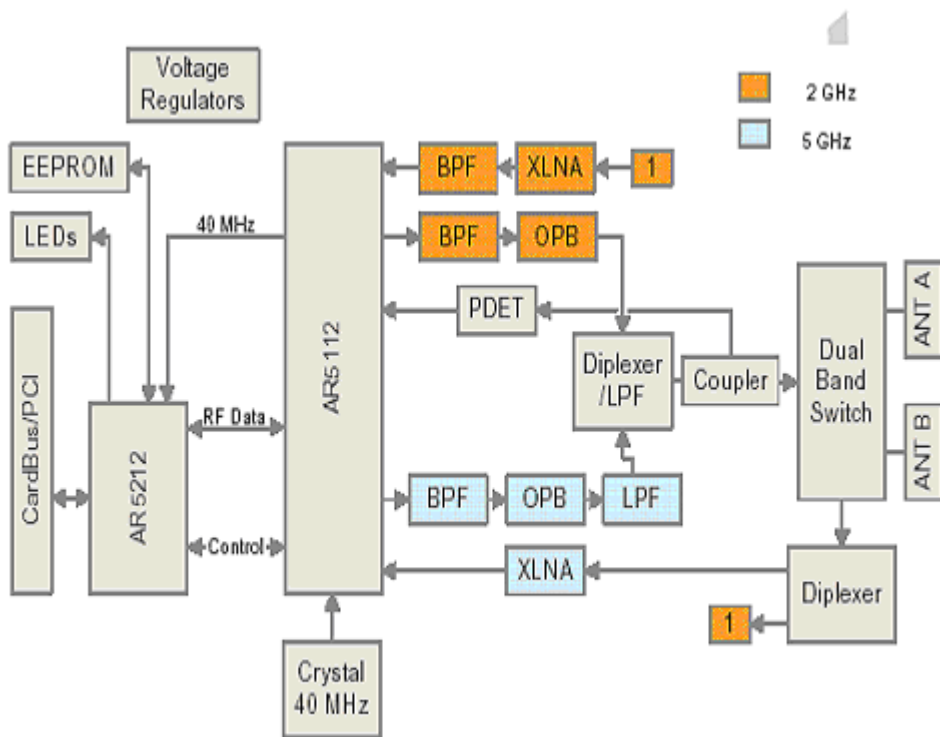 Voltage
Regulators
2 GHz
5 GHz
EEPROM
BPF
XLNA
1
LEDs
40 MHz
BPF
OPB
PDET
ANT A
AR5112
Diplexer
/LPF
Coupler
Dual
Band
Switch
CardBus/PCI
AR5212
RF Data
ANT B
BPF
OPB
LPF
Control
XLNA
Diplexer
1
Crystal
40 MHz